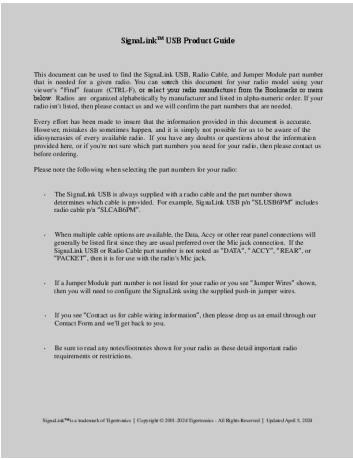 SignaLink™ USB Product Guide
This document can be used to find the SignaLink USB, Radio Cable, and Jumper Module part number
that is needed for a given radio. You can search this document for your radio model using your
viewer's "Find" feature (CTRL-F), or select your radio manufacturer from the Bookmarks or menu
below. Radios are organized alphabetically by manufacturer and listed in alpha-numeric order. If your
radio isn't listed, then please contact us and we will confirm the part numbers that are needed.
Every effort has been made to insure that the information provided in this document is accurate.
However, mistakes do sometimes happen, and it is simply not possible for us to be aware of the
idiosyncrasies of every available radio. If you have any doubts or questions about the information
provided here, or if you're not sure which part numbers you need for your radio, then please contact us
before ordering.
Please note the following when selecting the part numbers for your radio:
· The SignaLink USB is always supplied with a radio cable and the part number shown
determines which cable is provided. For example, SignaLink USB p/n "SLUSB6PM" includes
radio cable p/n "SLCAB6PM".
· When multiple cable options are available, the Data, Accy or other rear panel connections will
generally be listed first since they are usual preferred over the Mic jack connection. If the
SignaLink USB or Radio Cable part number is not noted as "DATA", "ACCY", "REAR", or
"PACKET", then it is for use with the radio's Mic jack.
· If a Jumper Module part number is not listed for your radio or you see "Jumper Wires" shown,
then you will need to configure the SignaLink using the supplied push-in jumper wires.
· If you see "Contact us for cable wiring information", then please drop us an email through our
Contact Form and we'll get back to you.
· Be sure to read any notes/footnotes shown for your radio as these detail important radio
requirements or restrictions.
SignaLink™ is a trademark of Tigertronics | Copyright © 2001-2024 Tigertronics - All Rights Reserved | Updated April 3, 2024